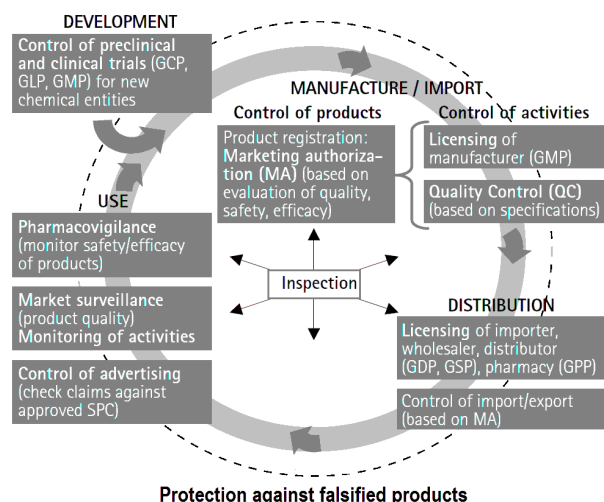 DEVELOPMENT
Control of preclinical
and clinical trials (GCP,
GLP, GMP) for new
chemical entities
MANUFACTURE / IMPORT
Control of products
Product registration:
Marketing authoriza-
tion (MA) (based on
evaluation of quality,
safety, efficacy)
Control of activities
Licensing of
manufacturer (GMP)
Quality Control (QC)
(based on specifications)
USE
Pharmacovigilance
(monitor safety/efficacy
of products)
Market surveillance
(product quality)
Monitoring of activities
Control of advertising
(check claims against
approved SPC)
Inspection
DISTRIBUTION
Licensing of importer,
wholesaler, distributor
(GDP, GSP), pharmacy (GPP)
Control of import/export
(based on MA)
Protection against falsified products